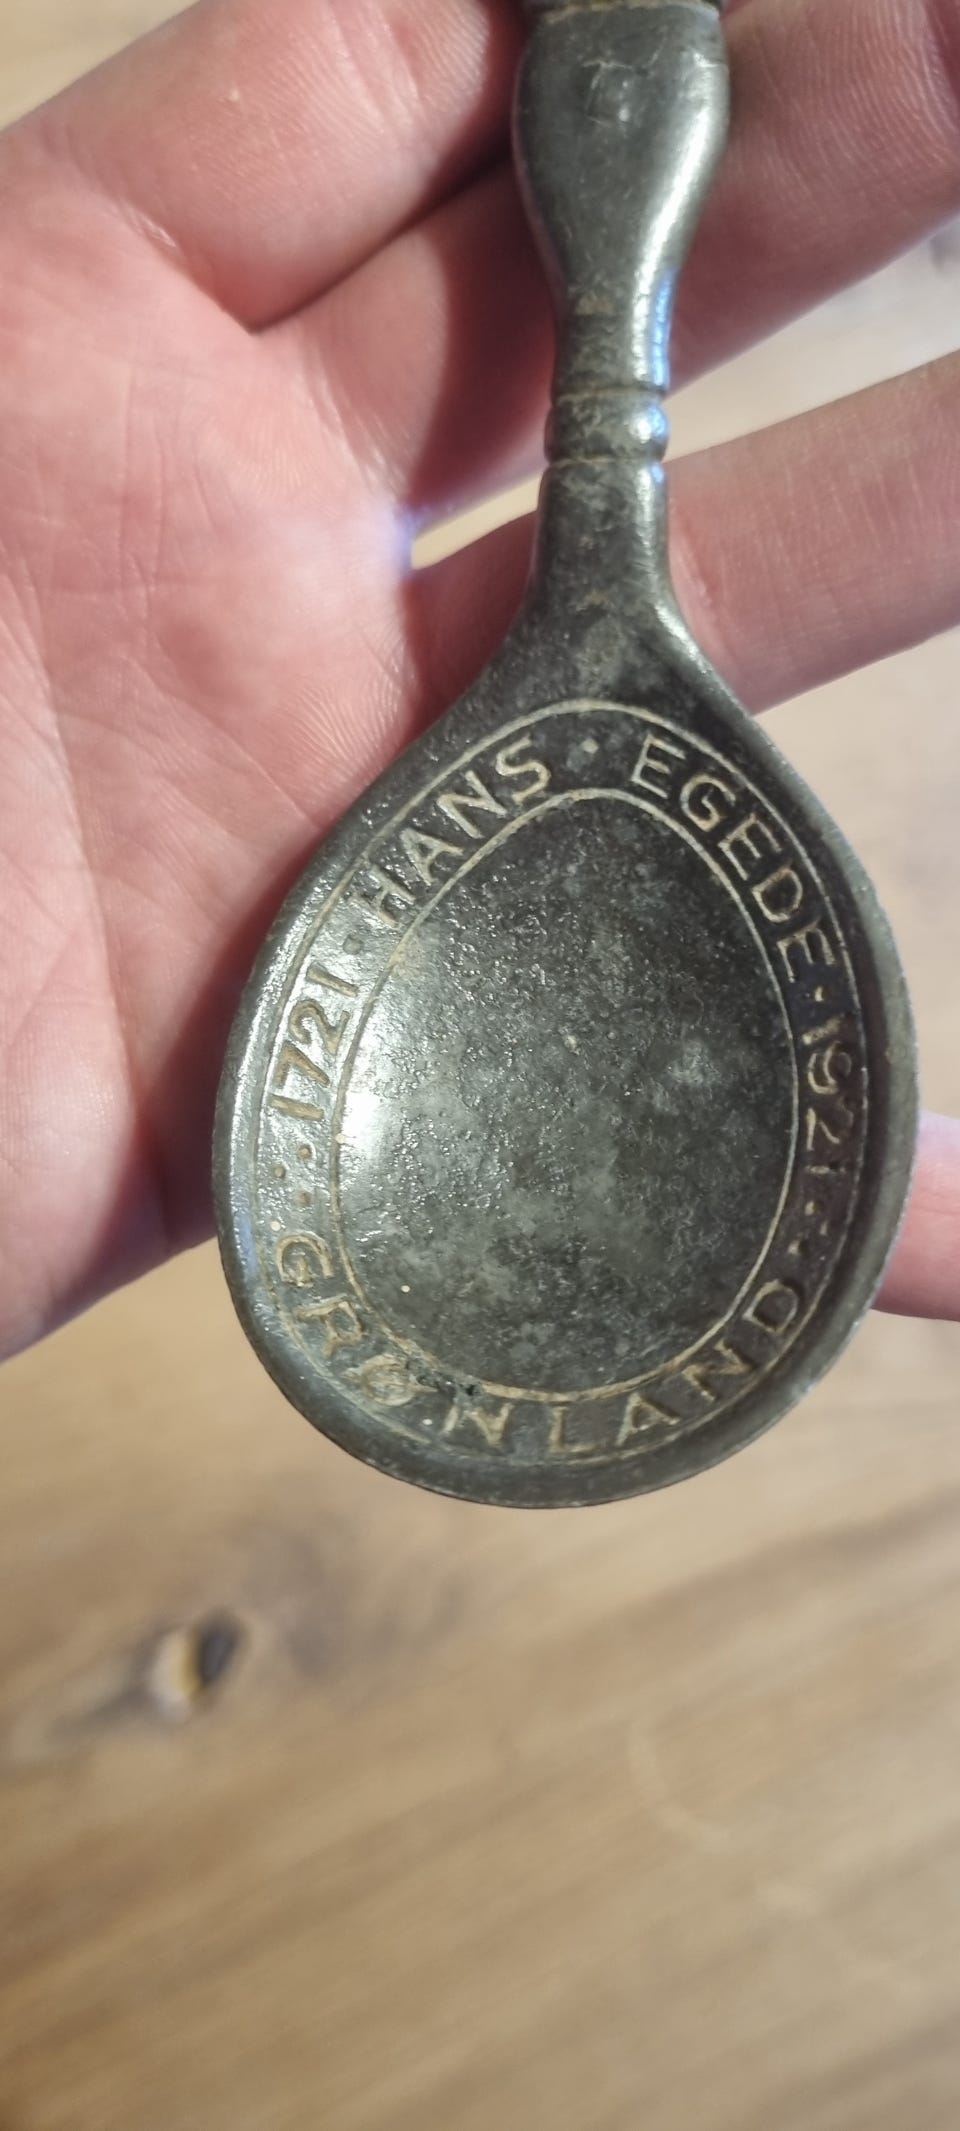 1721 · HANS · EGEDE · 1921
GRØNLAND